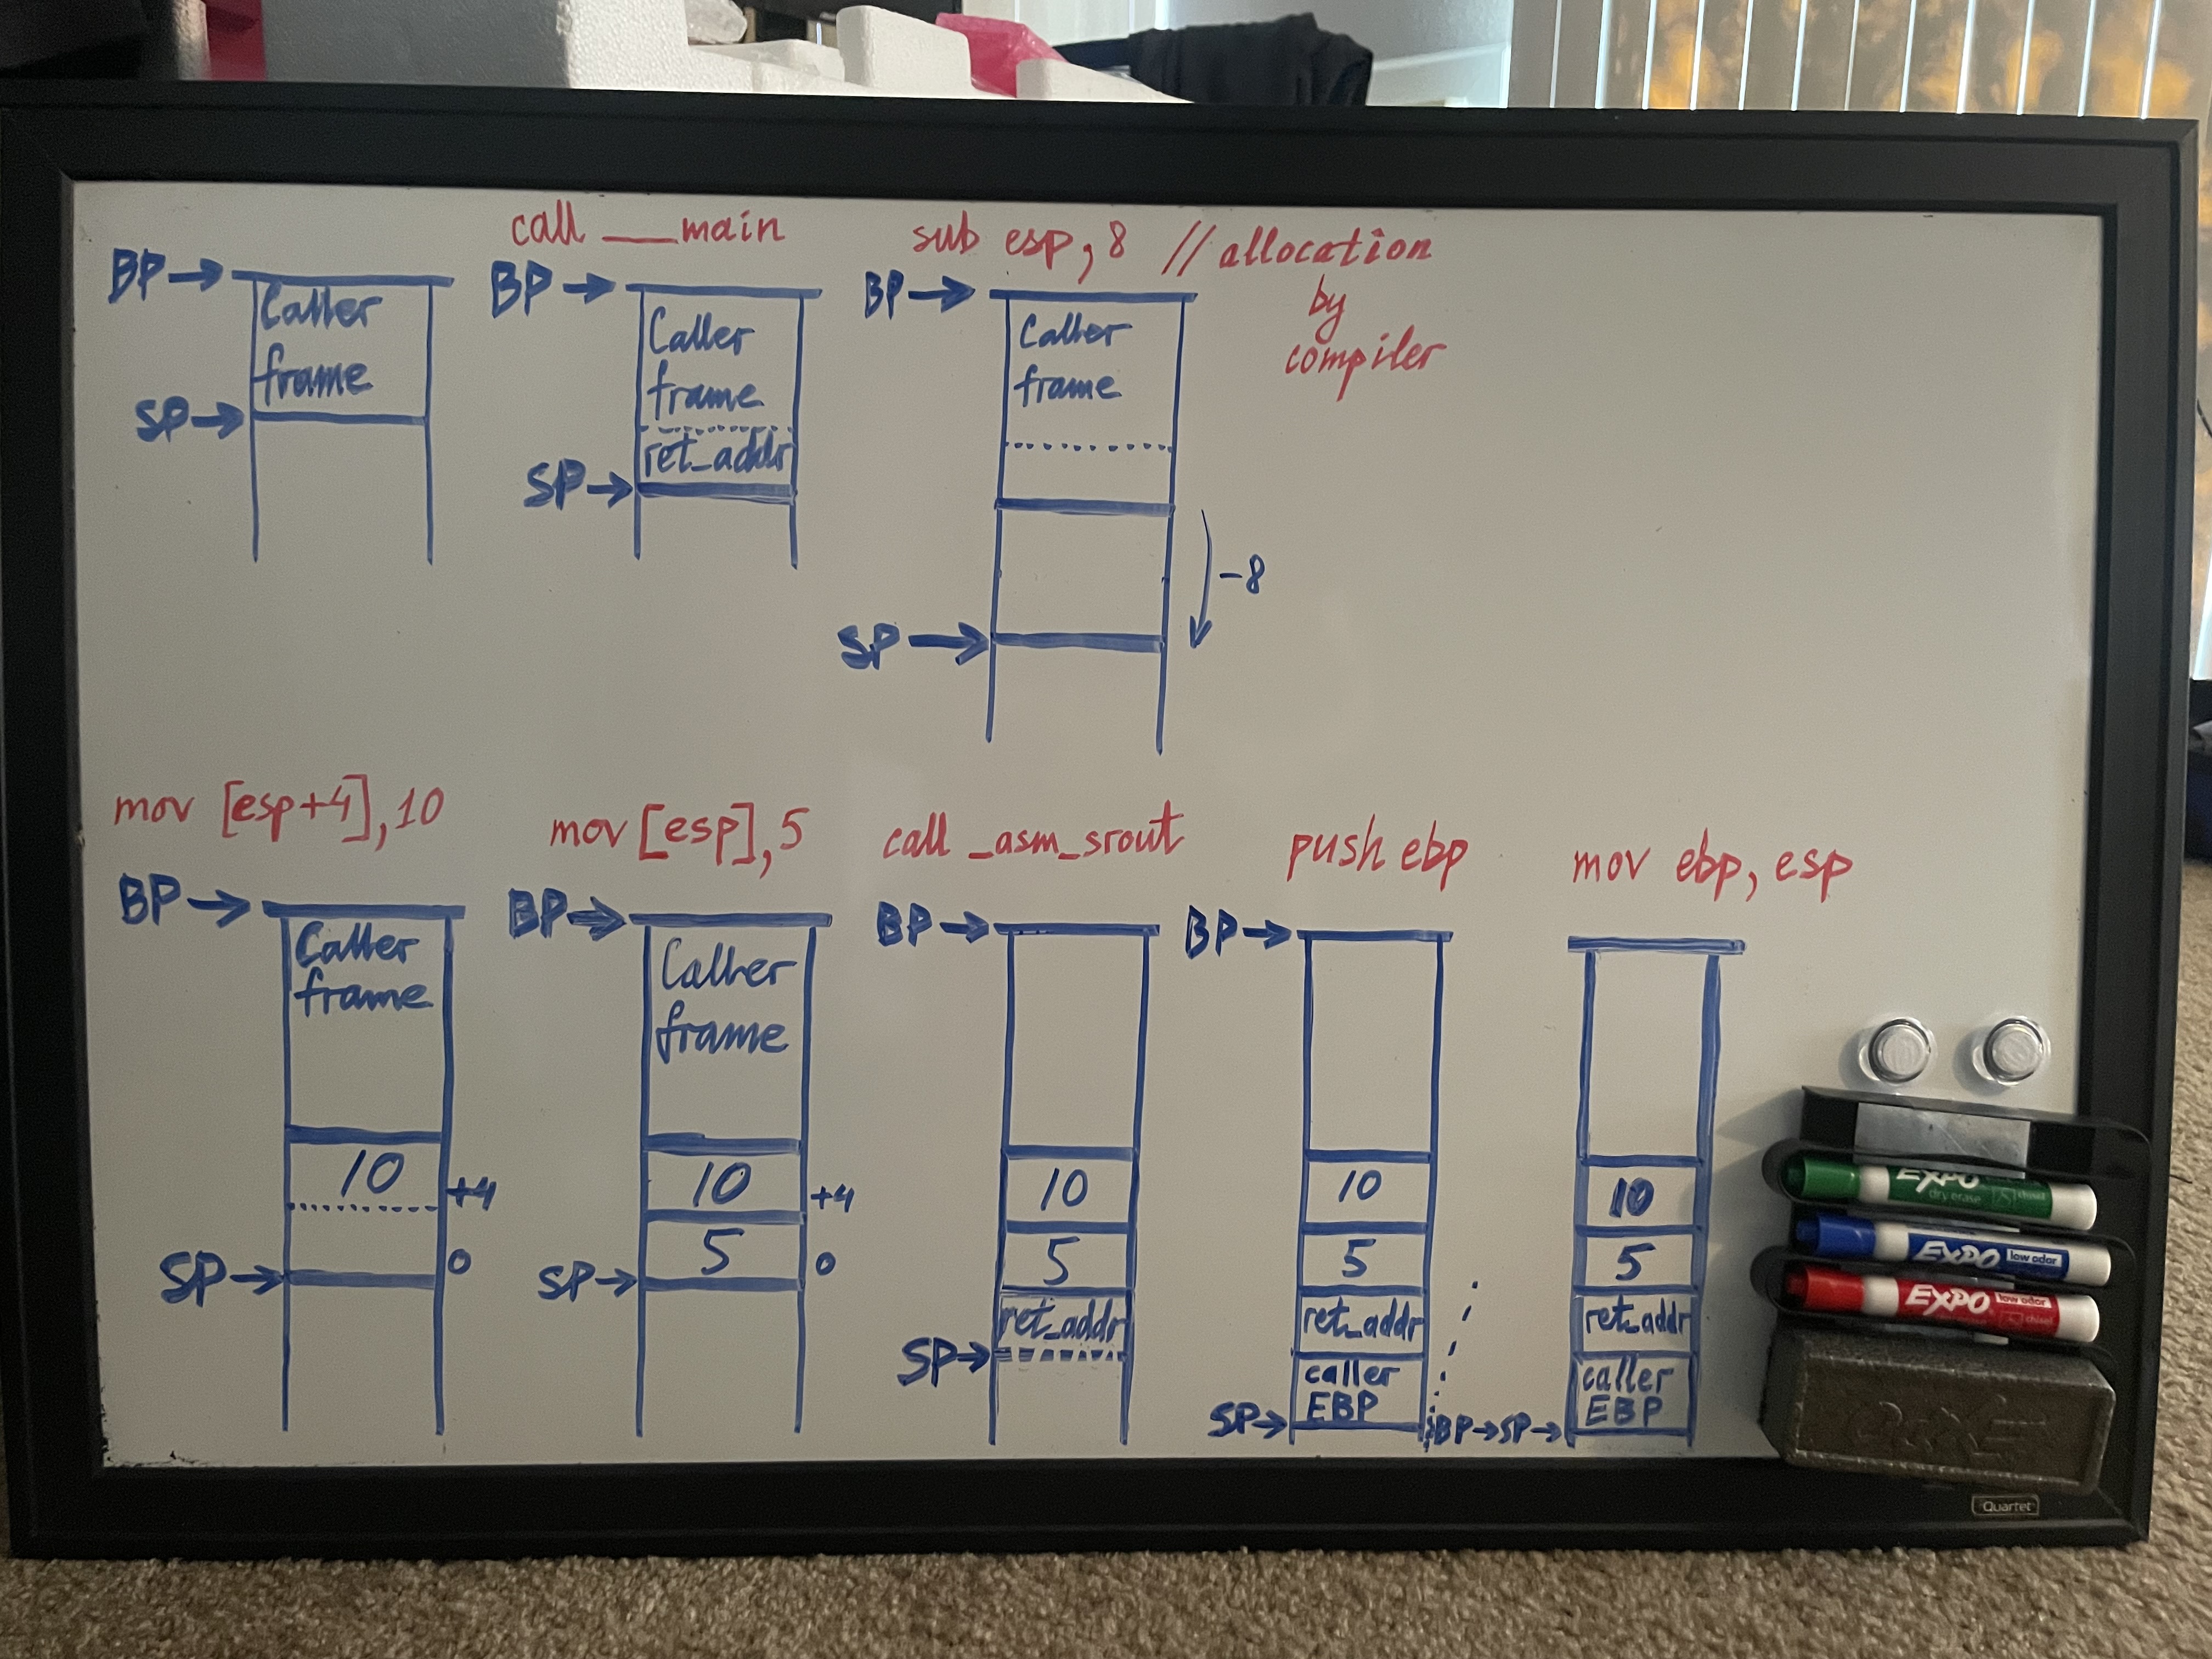 call __main
sub esp, 8 // allocation
by
compiler
BP→
Caller
frame
SP→
BP→
Caller
frame
ret_addr
SP→
BP→
Caller
frame
-8
SP→
mov [esp+4], 10
BP→
Caller
frame
10
+4
0
SP→
mov [esp], 5
BP→
Caller
frame
10
+4
5
0
SP→
call _asm_srout
BP→
10
5
ret_addr
SP→
push ebp
BP→
10
5
ret_addr
caller
EBP
SP→
mov ebp, esp
10
5
ret_addr
caller
EBP
BP→SP→
EXPO
dry erase
chisel
EXPO low odor
EXPO low odor
chisel
Quartet